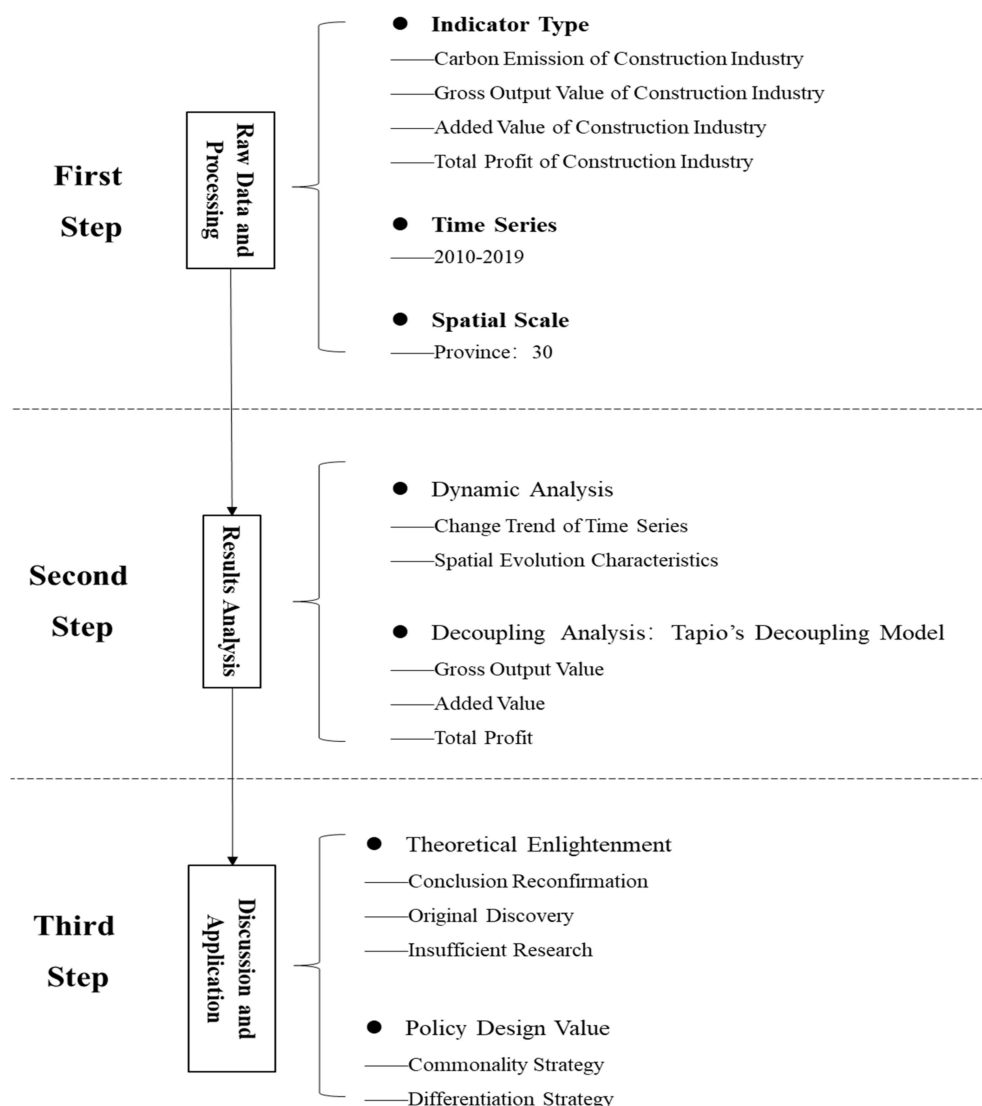 First
Step
Raw Data and
Processing
● Indicator Type
——Carbon Emission of Construction Industry
——Gross Output Value of Construction Industry
——Added Value of Construction Industry
——Total Profit of Construction Industry
● Time Series
——2010-2019
● Spatial Scale
——Province: 30
Second
Step
Results Analysis
● Dynamic Analysis
——Change Trend of Time Series
——Spatial Evolution Characteristics
● Decoupling Analysis: Tapio’s Decoupling Model
——Gross Output Value
——Added Value
——Total Profit
Third
Step
Discussion and
Application
● Theoretical Enlightenment
——Conclusion Reconfirmation
——Original Discovery
——Insufficient Research
● Policy Design Value
——Commonality Strategy
——Differentiation Strategy